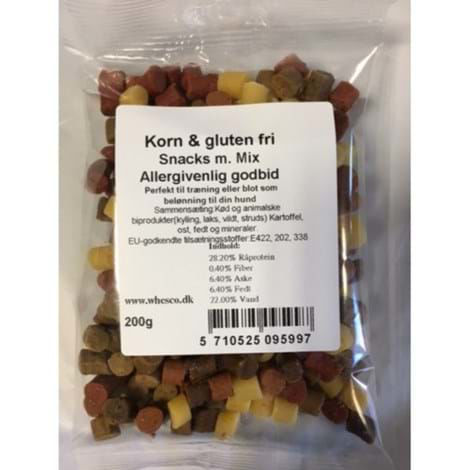 Korn & gluten fri
Snacks m. Mix
Allergivenlig godbid
Perfekt til træning eller blot som
belønning til din hund
Sammensæting:Kød og animalske
biprodukter(kylling, laks, vildt, struds) Kartoffel,
ost, fedt og mineraler.
EU-godkendte tilsætningsstoffer:E422, 202, 338
Indhold:
28.20% Råprotein
0.40% Fiber
6.40% Aske
6.40% Fedt
22.00% Vand
www.whesco.dk
200g
5 710525 095997